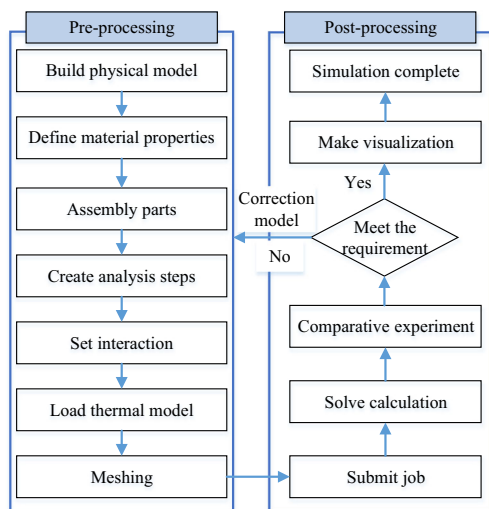 Pre-processing
Build physical model
Define material properties
Assembly parts
Create analysis steps
Set interaction
Load thermal model
Meshing
Post-processing
Simulation complete
Make visualization
Yes
Meet the
requirement
Correction
model
No
Comparative experiment
Solve calculation
Submit job